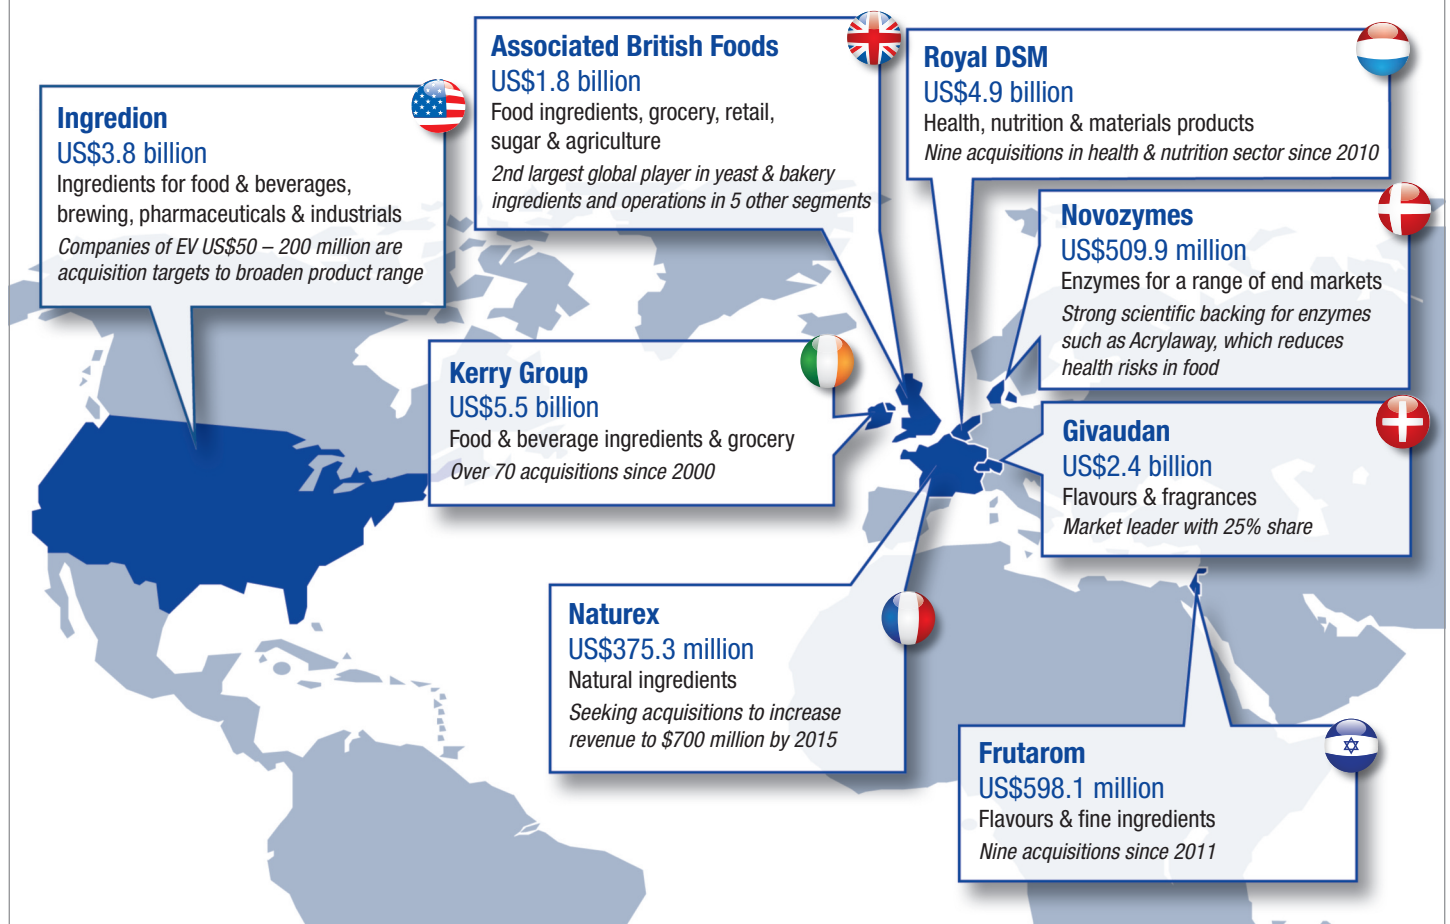 Associated British Foods
US$1.8 billion
Food ingredients, grocery, retail,
sugar & agriculture
2nd largest global player in yeast & bakery
ingredients and operations in 5 other segments
Royal DSM
US$4.9 billion
Health, nutrition & materials products
Nine acquisitions in health & nutrition sector since 2010
Ingredion
US$3.8 billion
Ingredients for food & beverages,
brewing, pharmaceuticals & industrials
Companies of EV US$50 – 200 million are
acquisition targets to broaden product range
Novozymes
US$509.9 million
Enzymes for a range of end markets
Strong scientific backing for enzymes
such as Acrylaway, which reduces
health risks in food
Kerry Group
US$5.5 billion
Food & beverage ingredients & grocery
Over 70 acquisitions since 2000
Givaudan
US$2.4 billion
Flavours & fragrances
Market leader with 25% share
Naturex
US$375.3 million
Natural ingredients
Seeking acquisitions to increase
revenue to $700 million by 2015
Frutarom
US$598.1 million
Flavours & fine ingredients
Nine acquisitions since 2011